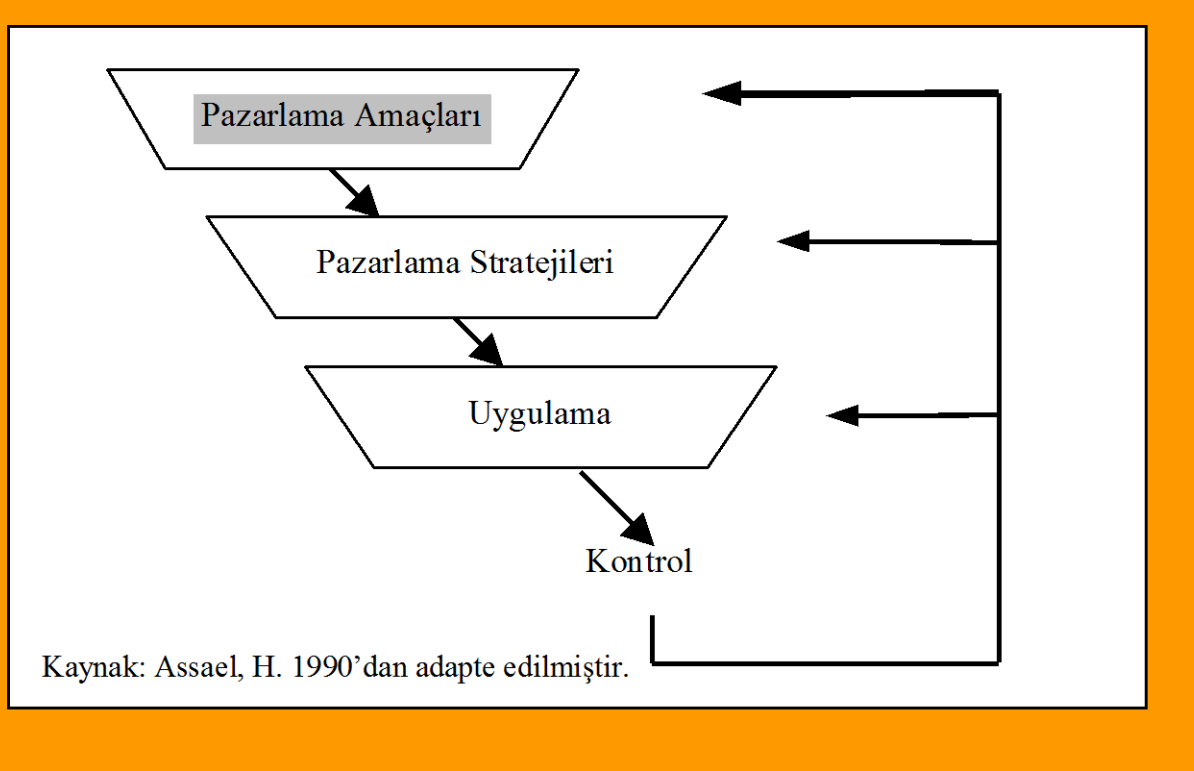 Pazarlama Amaçları
Pazarlama Stratejileri
Uygulama
Kontrol
Kaynak: Assael, H. 1990’dan adapte edilmiştir.